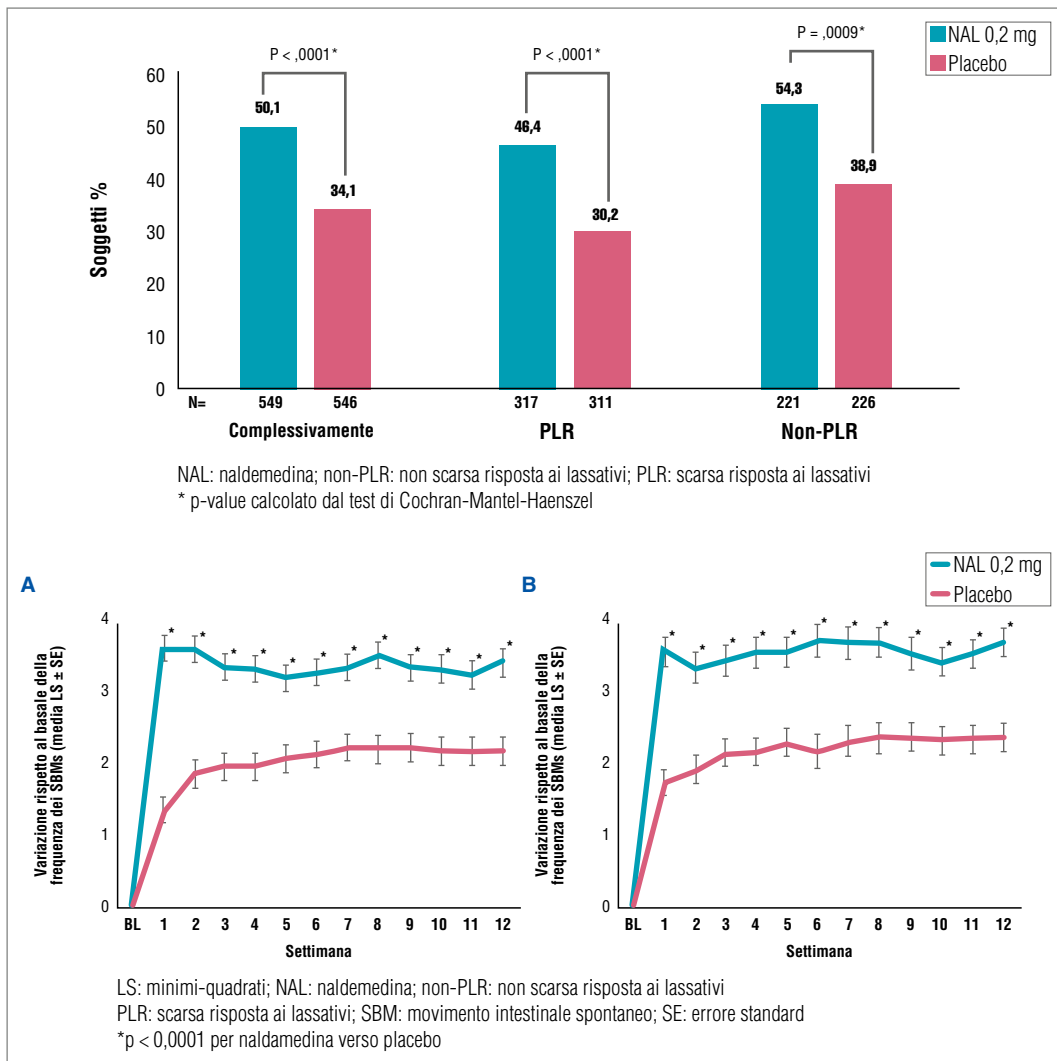 NAL 0,2 mg
Placebo
P < ,0001*
P < ,0001*
P = ,0009*
Soggetti %
60
50
40
30
20
10
0
50,1
34,1
46,4
30,2
54,3
38,9
N= 549 546 317 311 221 226
Complessivamente PLR Non-PLR
NAL: naldemedina; non-PLR: non scarsa risposta ai lassativi; PLR: scarsa risposta ai lassativi
* p-value calcolato dal test di Cochran-Mantel-Haenszel
A
Variazione rispetto al basale della
frequenza dei SBMs (media LS ± SE)
4
3
2
1
0
* * * * * * * * * * * *
BL 1 2 3 4 5 6 7 8 9 10 11 12
Settimana
B
NAL 0,2 mg
Placebo
Variazione rispetto al basale della
frequenza dei SBMs (media LS ± SE)
4
3
2
1
0
* * * * * * * * * * * *
BL 1 2 3 4 5 6 7 8 9 10 11 12
Settimana
LS: minimi-quadrati; NAL: naldemedina; non-PLR: non scarsa risposta ai lassativi
PLR: scarsa risposta ai lassativi; SBM: movimento intestinale spontaneo; SE: errore standard
*p < 0,0001 per naldamedina verso placebo